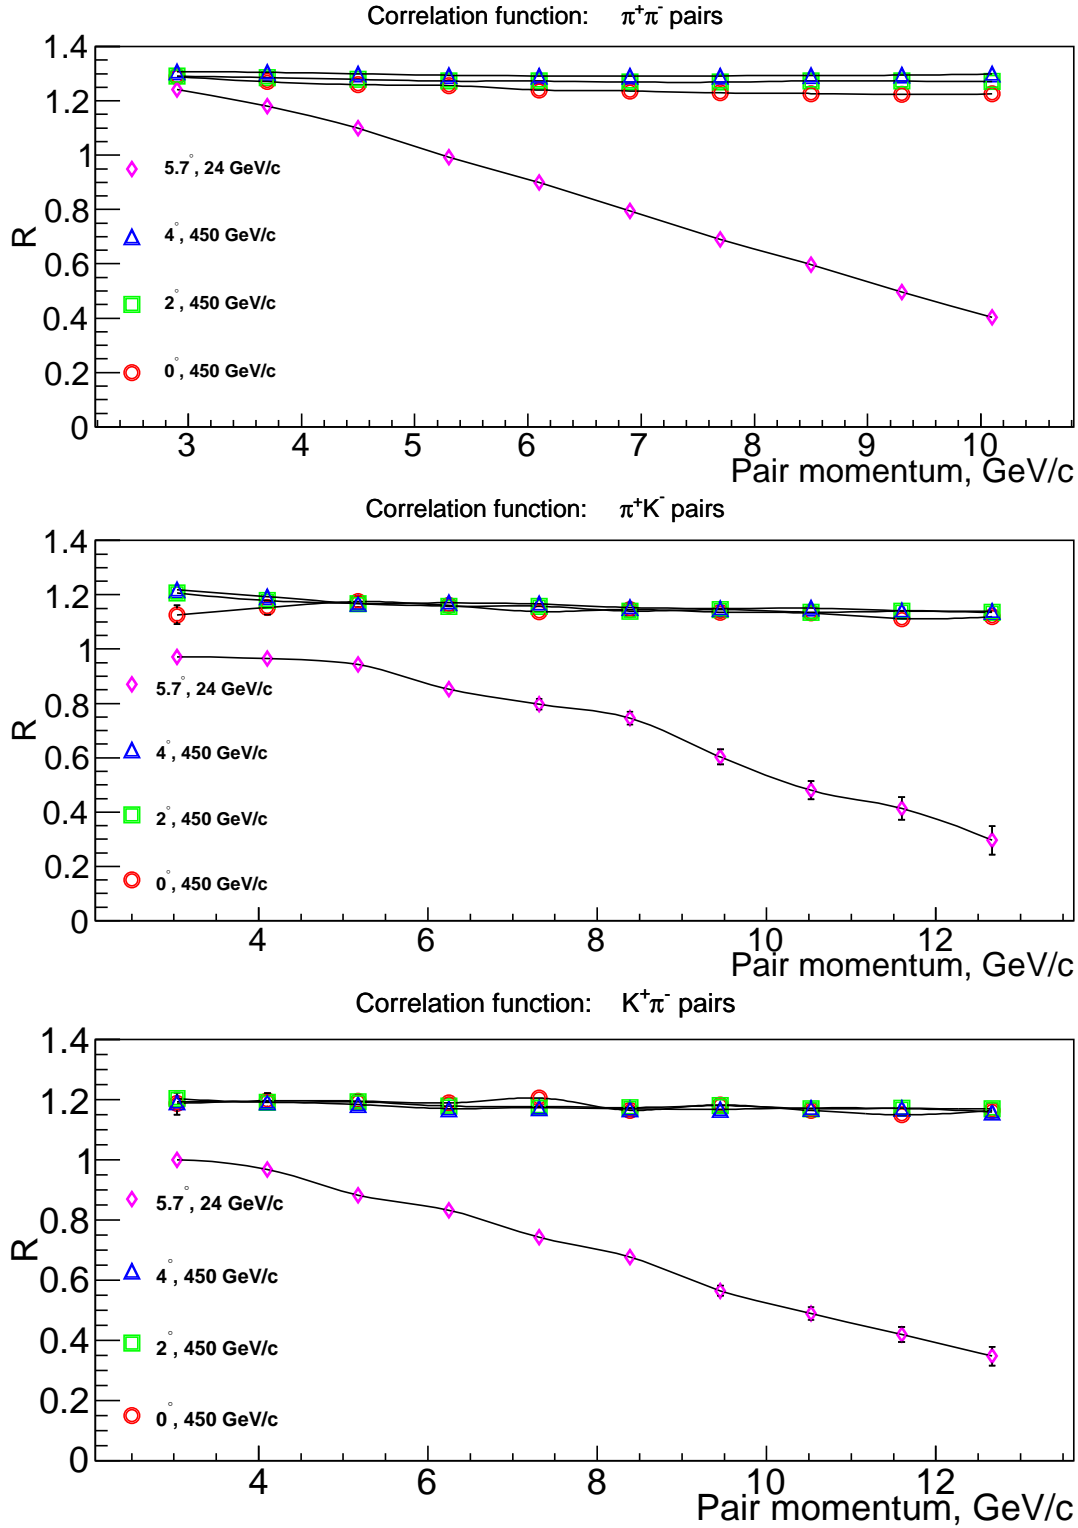 Correlation function: π⁺π⁻ pairs
1.4
1.2
1
0.8
0.6
0.4
0.2
0
R
5.7°, 24 GeV/c
4°, 450 GeV/c
2°, 450 GeV/c
0°, 450 GeV/c
3 4 5 6 7 8 9 10
Pair momentum, GeV/c
Correlation function: π⁺K⁻ pairs
1.4
1.2
1
0.8
0.6
0.4
0.2
0
R
5.7°, 24 GeV/c
4°, 450 GeV/c
2°, 450 GeV/c
0°, 450 GeV/c
4 6 8 10 12
Pair momentum, GeV/c
Correlation function: K⁺π⁻ pairs
1.4
1.2
1
0.8
0.6
0.4
0.2
0
R
5.7°, 24 GeV/c
4°, 450 GeV/c
2°, 450 GeV/c
0°, 450 GeV/c
4 6 8 10 12
Pair momentum, GeV/c